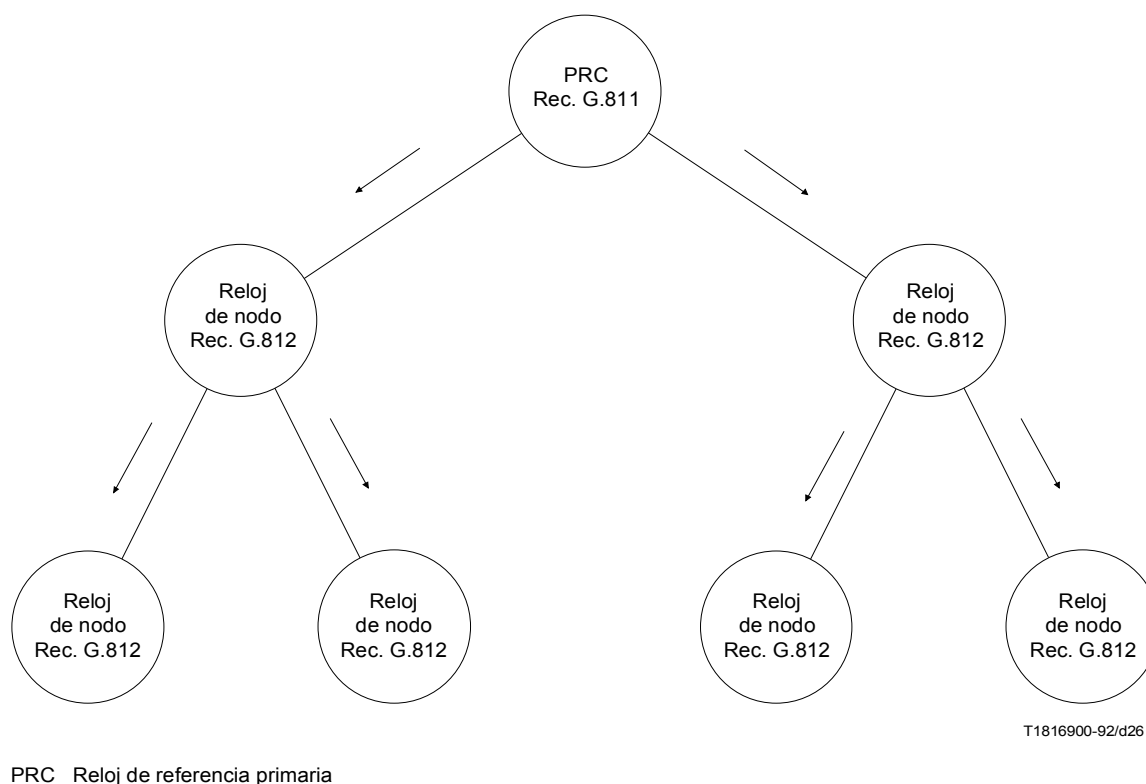 PRC
Rec. G.811
Reloj
de nodo
Rec. G.812
Reloj
de nodo
Rec. G.812
Reloj
de nodo
Rec. G.812
Reloj
de nodo
Rec. G.812
Reloj
de nodo
Rec. G.812
Reloj
de nodo
Rec. G.812
T1816900-92/d26
PRC Reloj de referencia primaria